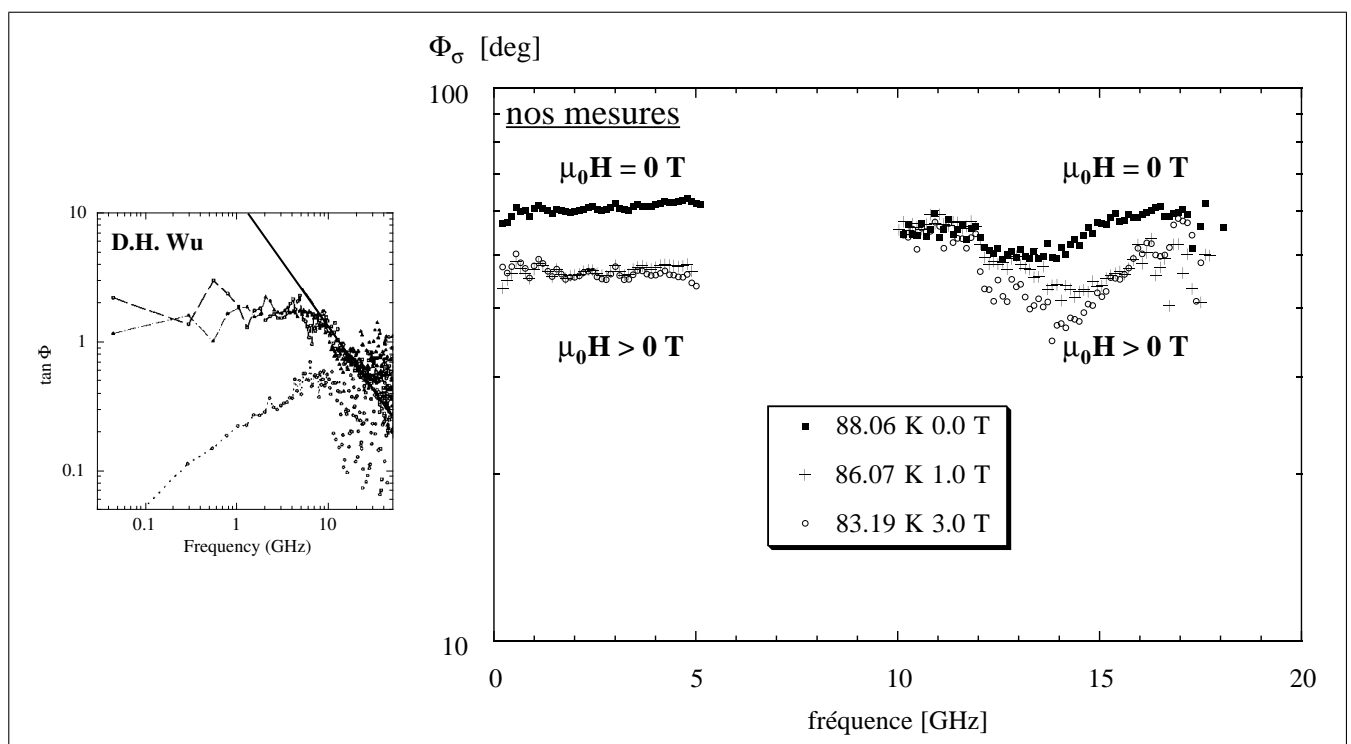 Φσ [deg]
100
nos mesures
μ0H = 0 T
μ0H = 0 T
10
D.H. Wu
1
tan Φ
μ0H > 0 T
μ0H > 0 T
88.06 K 0.0 T
86.07 K 1.0 T
83.19 K 3.0 T
0.1
0.1
1
10
Frequency (GHz)
10
0
5
10
15
20
fréquence [GHz]